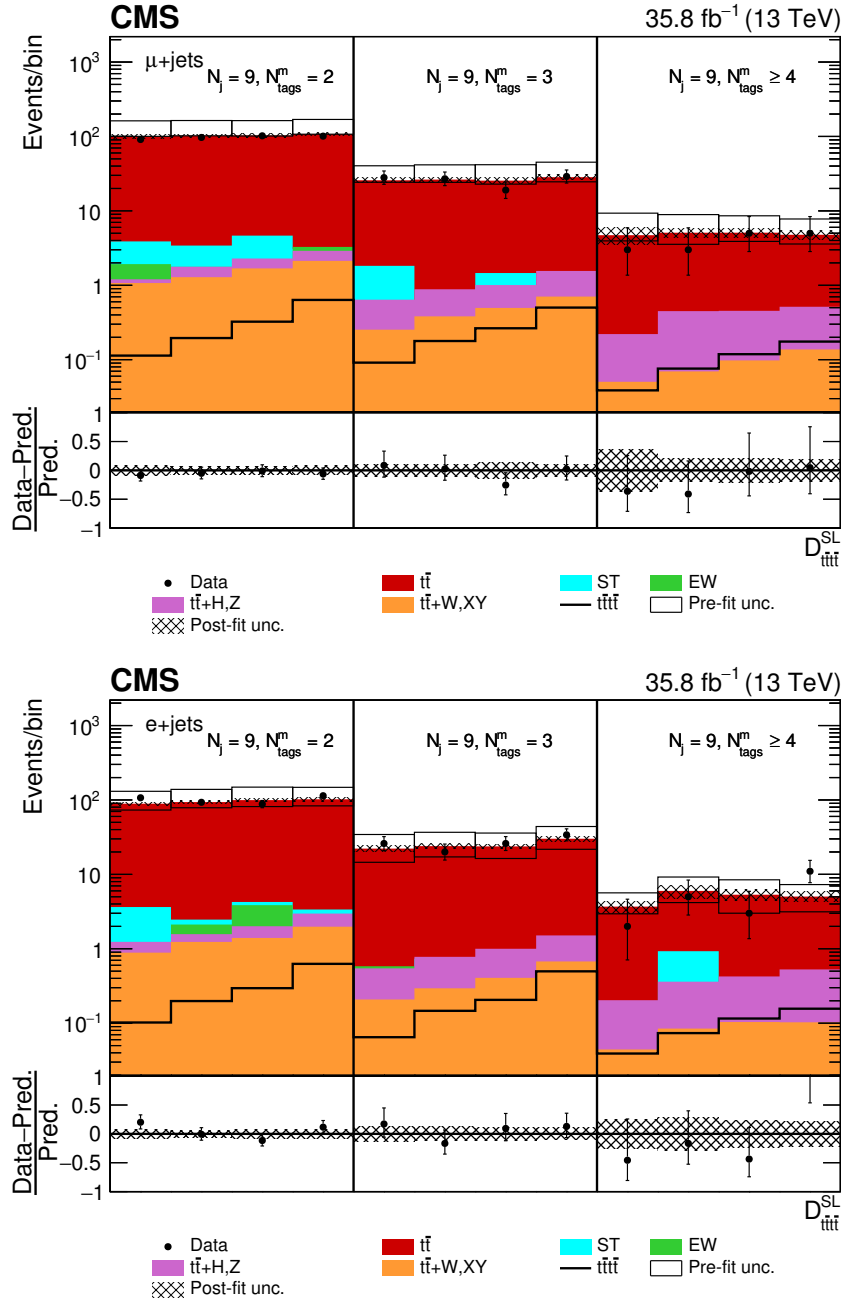 CMS 35.8 fb⁻¹ (13 TeV)
Events/bin
μ+jets
N_j = 9, N^m_tags = 2
N_j = 9, N^m_tags = 3
N_j = 9, N^m_tags ≥ 4
10³
10²
10
1
10⁻¹
Data−Pred.
Pred.
1
0.5
0
−0.5
−1
D^SL_tt̄tt̄
Data tt̄ ST EW
tt̄+H,Z tt̄+W,XY tt̄tt̄ Pre-fit unc.
Post-fit unc.
CMS 35.8 fb⁻¹ (13 TeV)
Events/bin
e+jets
N_j = 9, N^m_tags = 2
N_j = 9, N^m_tags = 3
N_j = 9, N^m_tags ≥ 4
10³
10²
10
1
10⁻¹
Data−Pred.
Pred.
1
0.5
0
−0.5
−1
D^SL_tt̄tt̄
Data tt̄ ST EW
tt̄+H,Z tt̄+W,XY tt̄tt̄ Pre-fit unc.
Post-fit unc.